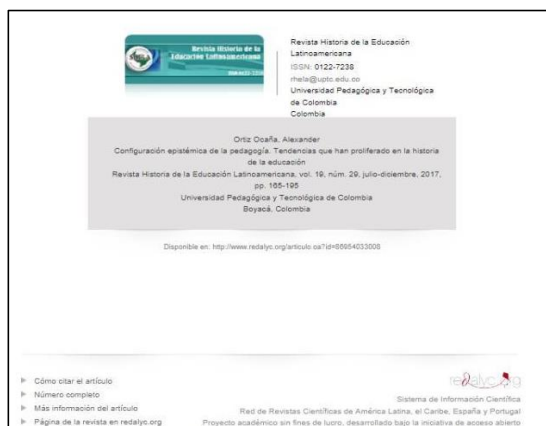 Revista Historia de la
Educación Latinoamericana
Revista Historia de la Educación
Latinoamericana
ISSN: 0122-7238
rhela@uptc.edu.co
Universidad Pedagógica y Tecnológica
de Colombia
Colombia
Ortiz Ocaña, Alexander
Configuración epistémica de la pedagogía. Tendencias que han proliferado en la historia
de la educación
Revista Historia de la Educación Latinoamericana, vol. 19, núm. 29, julio-diciembre, 2017,
pp. 165-195
Universidad Pedagógica y Tecnológica de Colombia
Boyacá, Colombia
Disponible en: http://www.redalyc.org/articulo.oa?id=86954033008
Cómo citar el artículo
Número completo
Más información del artículo
Página de la revista en redalyc.org
redalyc.org
Sistema de Información Científica
Red de Revistas Científicas de América Latina, el Caribe, España y Portugal
Proyecto académico sin fines de lucro, desarrollado bajo la iniciativa de acceso abierto